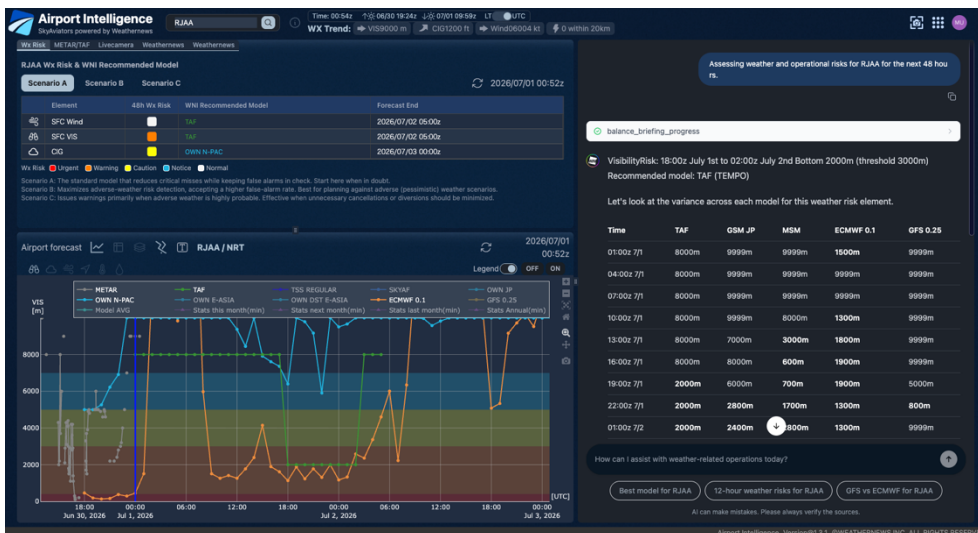 Airport Intelligence
SkyAviators powered by Weathernews
RJAA
Time: 00:54z 06/30 19:24z 07/01 09:59z LT UTC
WX Trend: VIS9000 m CIG1200 ft Wind06004 kt 0 within 20km
MU
Wx Risk METAR/TAF Livecamera Weathernews Weathernews
RJAA Wx Risk & WNI Recommended Model
Scenario A Scenario B Scenario C 2026/07/01 00:52z
Element 48h Wx Risk WNI Recommended Model Forecast End
SFC Wind TAF 2026/07/02 05:00z
SFC VIS TAF 2026/07/02 05:00z
CIG OWN N-PAC 2026/07/03 00:00z
Wx Risk Urgent Warning Caution Notice Normal
Scenario A: The standard model that reduces critical misses while keeping false alarms in check. Start here when in doubt.
Scenario B: Maximizes adverse-weather risk detection, accepting a higher false-alarm rate. Best for planning against adverse (pessimistic) weather scenarios.
Scenario C: Issues warnings primarily when adverse weather is highly probable. Effective when unnecessary cancellations or diversions should be minimized.
Airport forecast RJAA / NRT 2026/07/01
00:52z
Legend OFF ON
METAR TAF TSS REGULAR SKYAF OWN JP
OWN N-PAC OWN E-ASIA OWN DST E-ASIA ECMWF 0.1 GFS 0.25
Model AVG Stats this month(min) Stats next month(min) Stats last month(min) Stats Annual(min)
VIS
[m]
8000
6000
4000
2000
0
[UTC]
18:00 00:00 06:00 12:00 18:00 00:00 06:00 12:00 18:00 00:00
Jun 30, 2026 Jul 1, 2026 Jul 2, 2026 Jul 3, 2026
Assessing weather and operational risks for RJAA for the next 48 hou
rs.
balance_briefing_progress
VisibilityRisk: 18:00z July 1st to 02:00z July 2nd Bottom 2000m (threshold 3000m)
Recommended model: TAF (TEMPO)
Let's look at the variance across each model for this weather risk element.
Time TAF GSM JP MSM ECMWF 0.1 GFS 0.25
01:00z 7/1 8000m 9999m 9999m 1500m 9999m
04:00z 7/1 8000m 9999m 9999m 9999m 9999m
07:00z 7/1 8000m 9999m 9999m 9999m 9999m
10:00z 7/1 8000m 9999m 8000m 1300m 9999m
13:00z 7/1 8000m 7000m 3000m 1800m 9999m
16:00z 7/1 8000m 8000m 600m 1900m 9999m
19:00z 7/1 2000m 6000m 700m 1900m 5000m
22:00z 7/1 2000m 2800m 1700m 1300m 800m
01:00z 7/2 2000m 2400m 800m 1300m 9999m
How can I assist with weather-related operations today?
Best model for RJAA 12-hour weather risks for RJAA GFS vs ECMWF for RJAA
AI can make mistakes. Please always verify the sources.